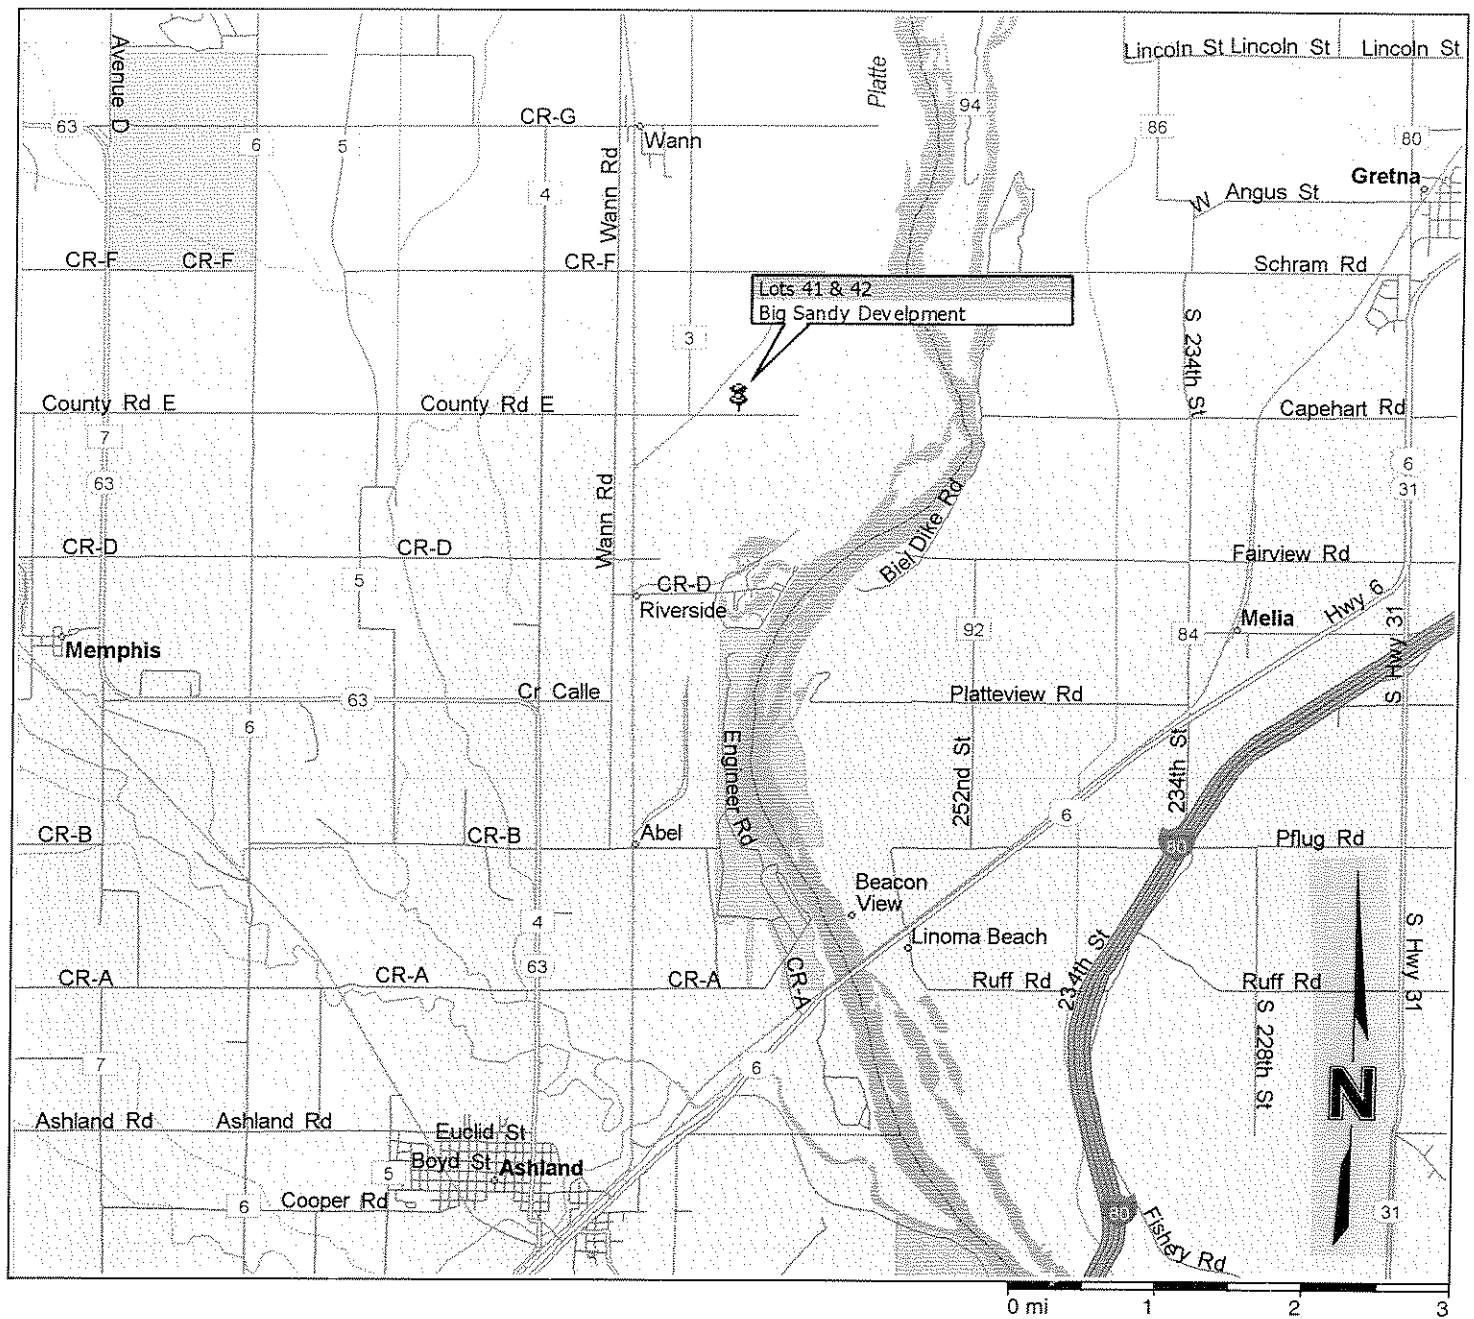 Lincoln St Lincoln St Lincoln St
Avenue D
Platte
94
63
CR-G
86
80
6
5
Wann
Wann Rd
Gretna
4
W Angus St
CR-F
CR-F
CR-F
Schram Rd
Lots 41 & 42
Big Sandy Develpment
3
S 234th St
County Rd E
County Rd E
Capehart Rd
7
63
6
31
Wann Rd
Biel Dike Rd
CR-D
CR-D
Fairview Rd
5
CR-D
Riverside
Hwy 6
Melia
92
84
S Hwy 31
Memphis
63
Cr Calle
Platteview Rd
6
Engineer Rd
252nd St
234th St
6
CR-B
CR-B
Abel
80
Pflug Rd
Beacon
View
4
Linoma Beach
S Hwy 31
63
CR-A
CR-A
CR-A
CR-A
Ruff Rd
234th St
Ruff Rd
S 228th St
7
6
N
Ashland Rd
Ashland Rd
Euclid St
Boyd St
Ashland
5
6
Cooper Rd
80
Fishery Rd
31
0 mi 1 2 3